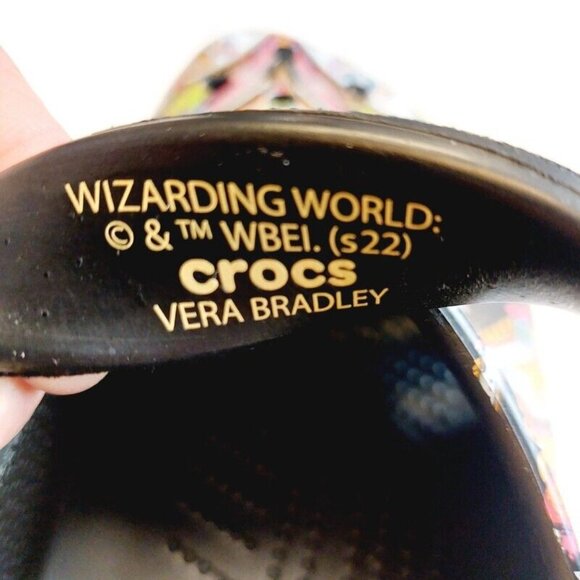 WIZARDING WORLD:
© & ™ WBEI. (s22)
crocs
VERA BRADLEY